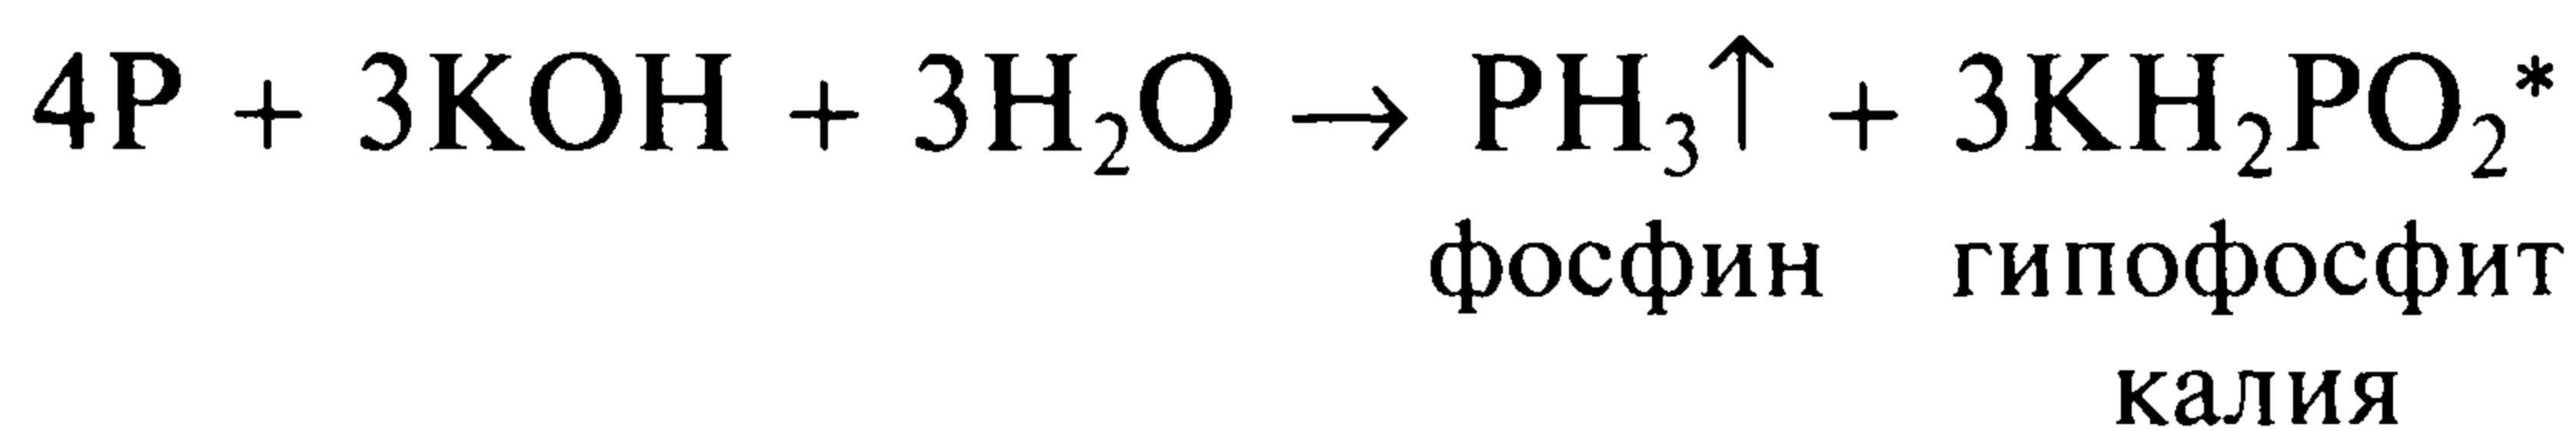 4P + 3KOH + 3H₂O → PH₃↑ + 3KH₂PO₂*
фосфин гипофосфит
калия